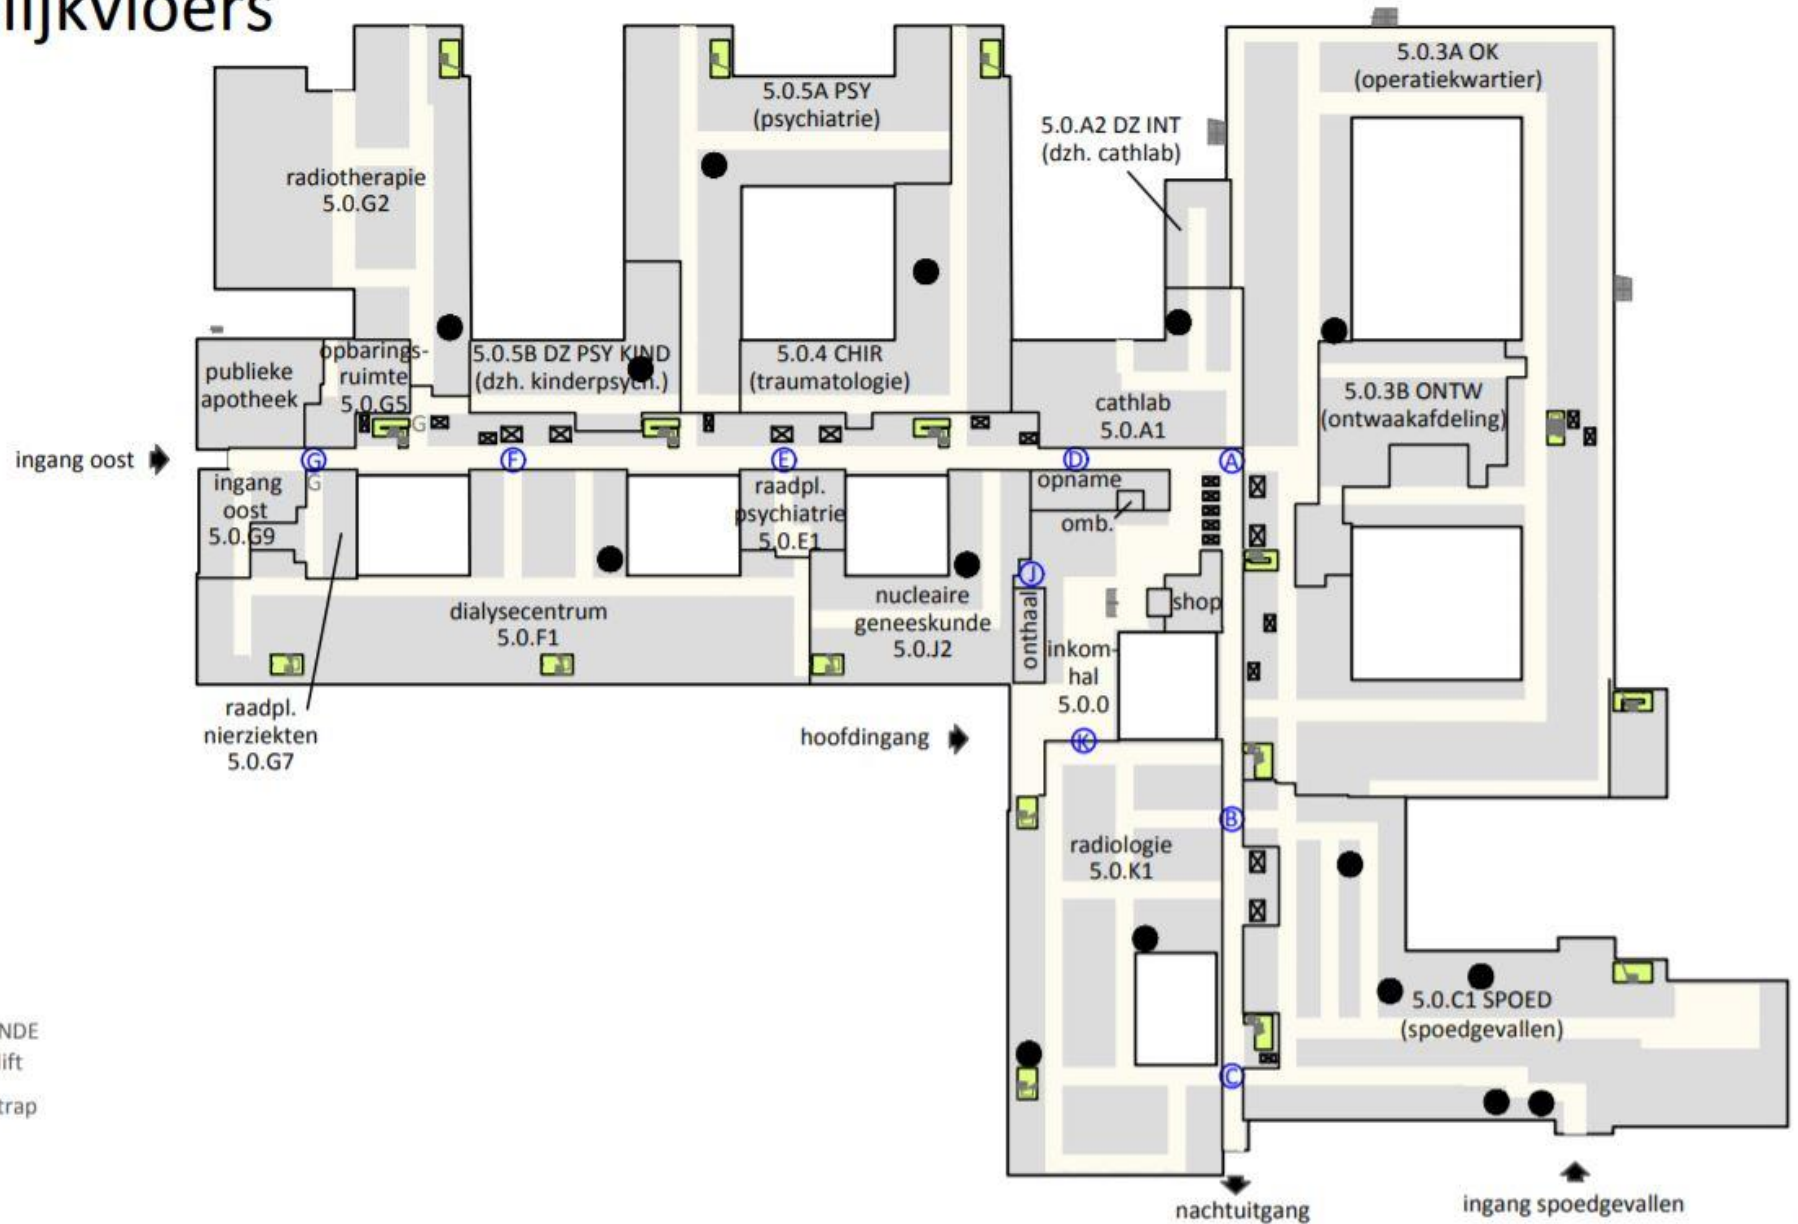 lijkvloers
5.0.3A OK
(operatiekwartier)
5.0.5A PSY
(psychiatrie)
5.0.A2 DZ INT
(dzh. cathlab)
radiotherapie
5.0.G2
publieke
apotheek
opbarings-
ruimte
5.0.G5
5.0.5B DZ PSY KIND
(dzh. kinderpsych.)
5.0.4 CHIR
(traumatologie)
cathlab
5.0.A1
5.0.3B ONTW
(ontwaakafdeling)
G
ingang oost
G
F
E
D
A
G
ingang
oost
5.0.G9
raadpl.
psychiatrie
5.0.E1
opname
omb.
J
shop
onthaal
dialysecentrum
5.0.F1
nucleaire
geneeskunde
5.0.J2
inkom-
hal
5.0.0
raadpl.
nierziekten
5.0.G7
hoofdingang
K
B
radiologie
5.0.K1
5.0.C1 SPOED
(spoedgevallen)
C
NDE
lift
trap
nachtuitgang
ingang spoedgevallen